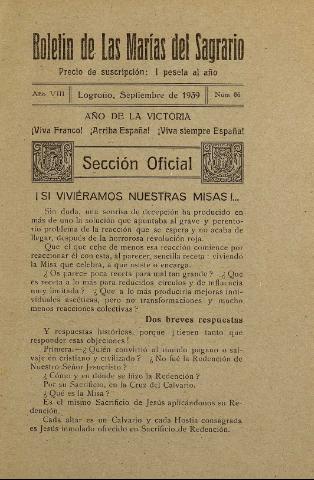 Boletín de Las Marías del Sagrario
Precio de suscripción: 1 peseta al año
Año VIII Logroño, Septiembre de 1939 Núm. 86
AÑO DE LA VICTORIA
¡Viva Franco! ¡Arriba España! ¡Viva siempre España!
Sección Oficial
¡SI VIVIÉRAMOS NUESTRAS MISAS!...
Sin duda, una sonrisa de decepción ha producido en
más de uno la solución que apuntaba al grave y perento-
rio problema de la reacción que se espera y no acaba de
llegar, después de la horrorosa revolución roja.
Que el que eche de menos esa reacción comience por
reaccionar él con esta, al parecer, sencilla receta: viviendo
la Misa que celebra, a que asiste o encarga.
¿Os parece poca receta para mal tan grande? ¿Que
es receta a lo más para reducidos círculos y de influencia
muy limitada? ¿Que a lo más produciría mejoras indi-
viduales ascéticas, pero no transformaciones y mucho
menos reacciones colectivas?
Dos breves respuestas
Y respuestas históricas, porque ¡tienen tanto que
responder esas objeciones!
Primera.—¿Quién convirtió al mundo pagano o sal-
vaje en cristiano y civilizado? ¿No fué la Redención de
Nuestro Señor Jesucristo?
¿Cómo y en dónde se hizo la Redención?
Por su Sacrificio, en la Cruz del Calvario.
¿Qué es la Misa?
Es el mismo Sacrificio de Jesús aplicándonos su Re-
dención.
Cada altar es un Calvario y cada Hostia consagrada
es Jesús inmolado ofrecido en Sacrificio de Redención.